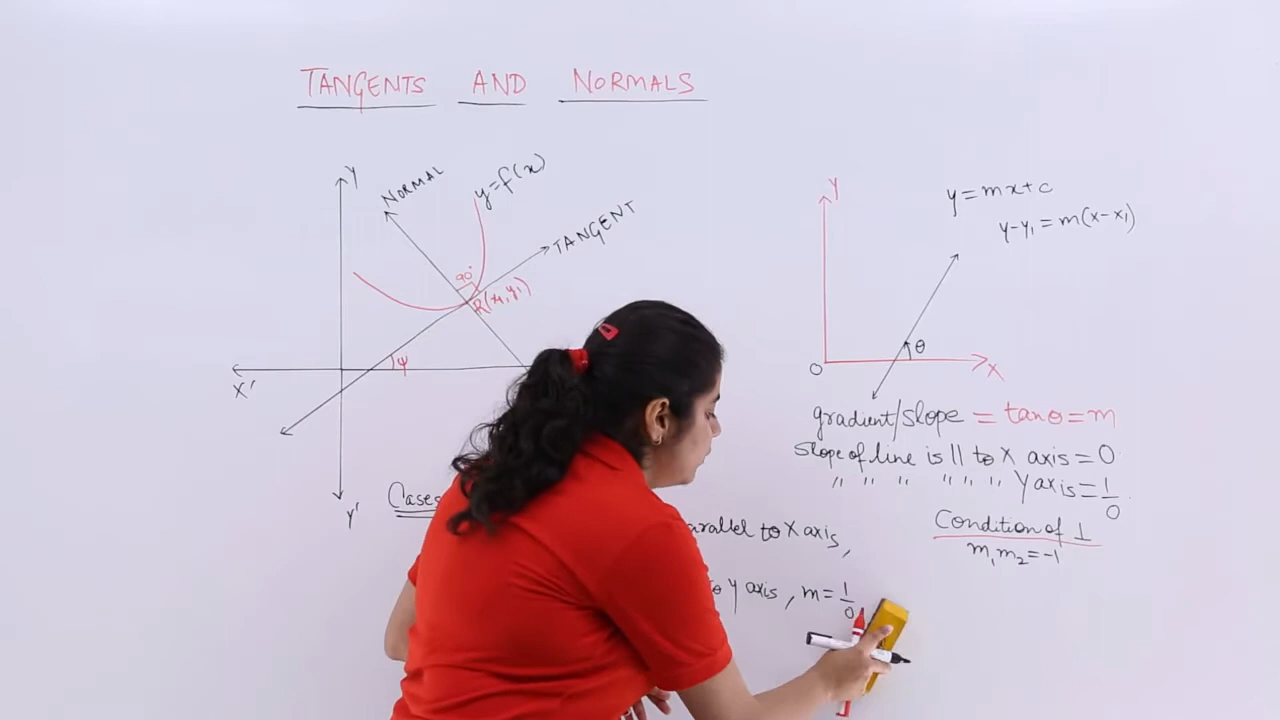 TANGENTS AND NORMALS
Y
NORMAL
y=f(x)
TANGENT
90°
R(x₁,y₁)
ψ
X'
Y'
Cases
parallel to X axis,
to y axis, m=1/0
Y
y=mx+c
y-y₁=m(x-x₁)
θ
O
X
gradient/slope = tanθ=m
Slope of line is || to X axis=0
" " " " " " Y axis=1/0
Condition of ⊥
m₁m₂=-1